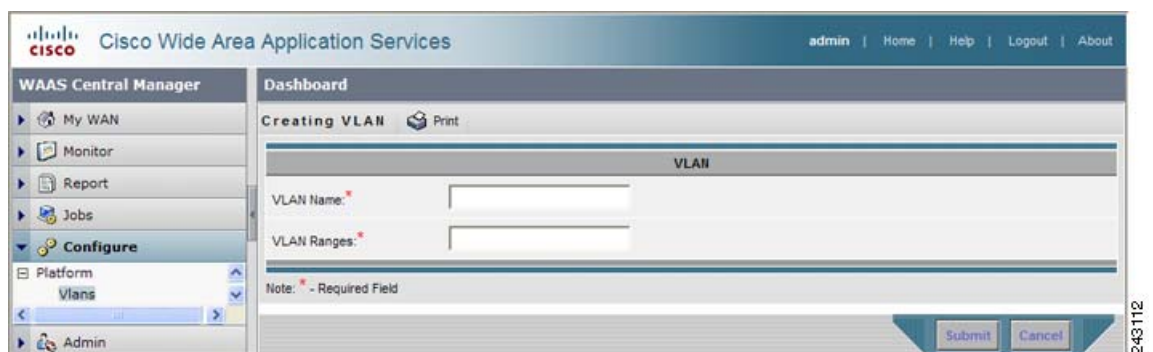 CISCO Cisco Wide Area Application Services
admin | Home | Help | Logout | About
WAAS Central Manager
My WAN
Monitor
Report
Jobs
Configure
Platform
Vlans
Admin
Dashboard
Creating VLAN Print
VLAN
VLAN Name:*
VLAN Ranges:*
Note: * - Required Field
Submit Cancel
243112